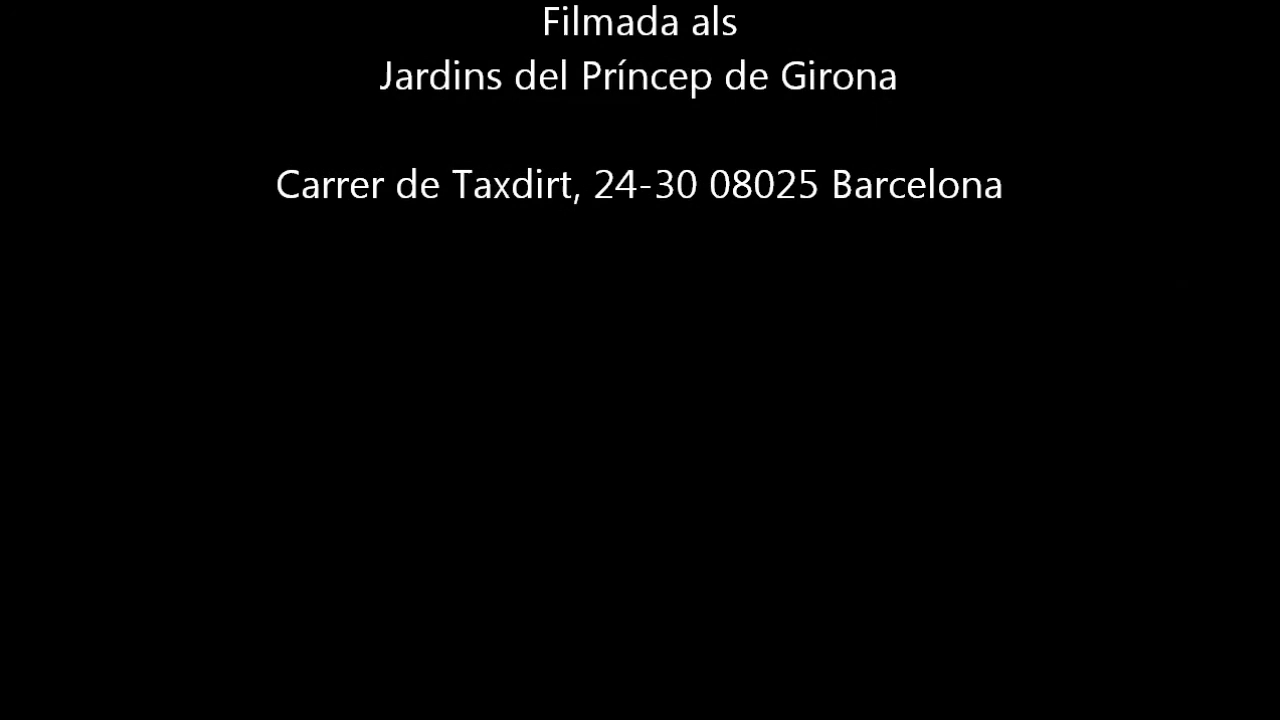 Filmada als
Jardins del Príncep de Girona
Carrer de Taxdirt, 24-30 08025 Barcelona